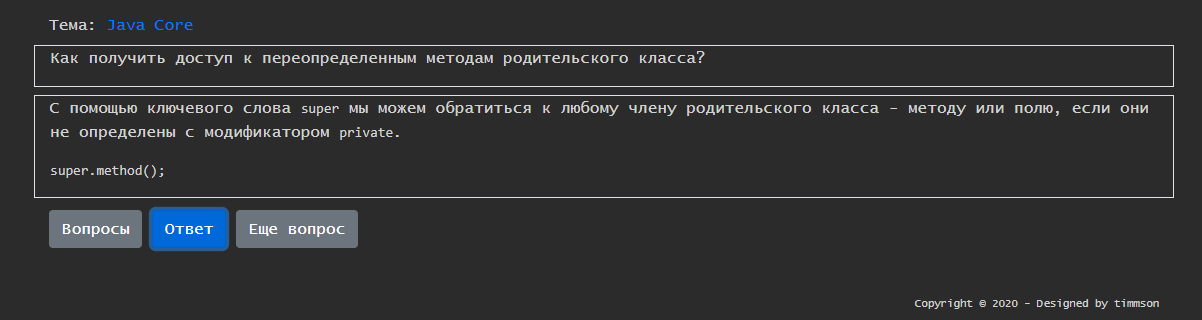 Тема: Java Core
Как получить доступ к переопределенным методам родительского класса?
С помощью ключевого слова super мы можем обратиться к любому члену родительского класса - методу или полю, если они
не определены с модификатором private.
super.method();
Вопросы Ответ Еще вопрос
Copyright © 2020 - Designed by timmson